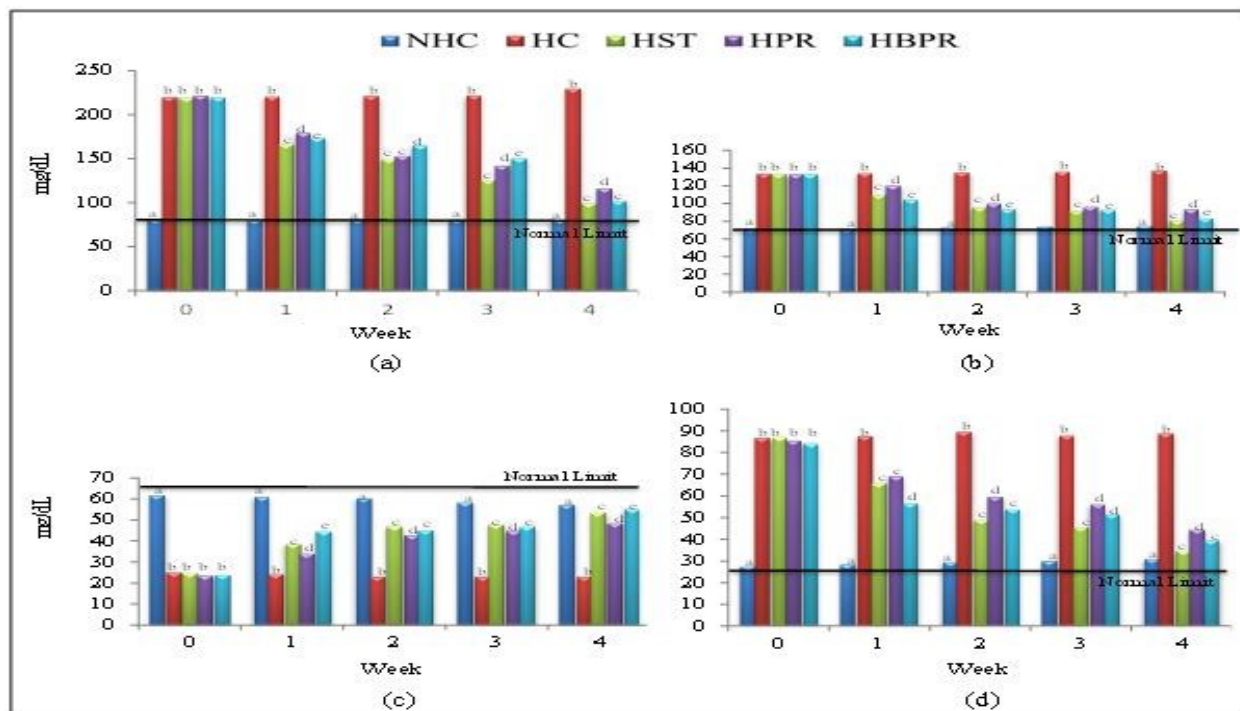 NHC HC HST HPR HBPR
mg/dL
250
200
150
100
50
0
a b b b b
a b c d c
a b c c d
a b c d c
a b c d c
Normal Limit
0 1 2 3 4
Week
(a)
160
140
120
100
80
60
40
20
0
a b b b b
a b c d c
a b c d c
b c d c
a b c d c
Normal Limit
0 1 2 3 4
Week
(b)
mg/dL
70
60
50
40
30
20
10
0
a b b b b
a b c d c
a b c d c
a b c d c
a b c d c
Normal Limit
0 1 2 3 4
Week
(c)
100
90
80
70
60
50
40
30
20
10
0
a b b b b
a b c c d
a b c d c
a b c d c
a b c d c
Normal Limit
0 1 2 3 4
Week
(d)